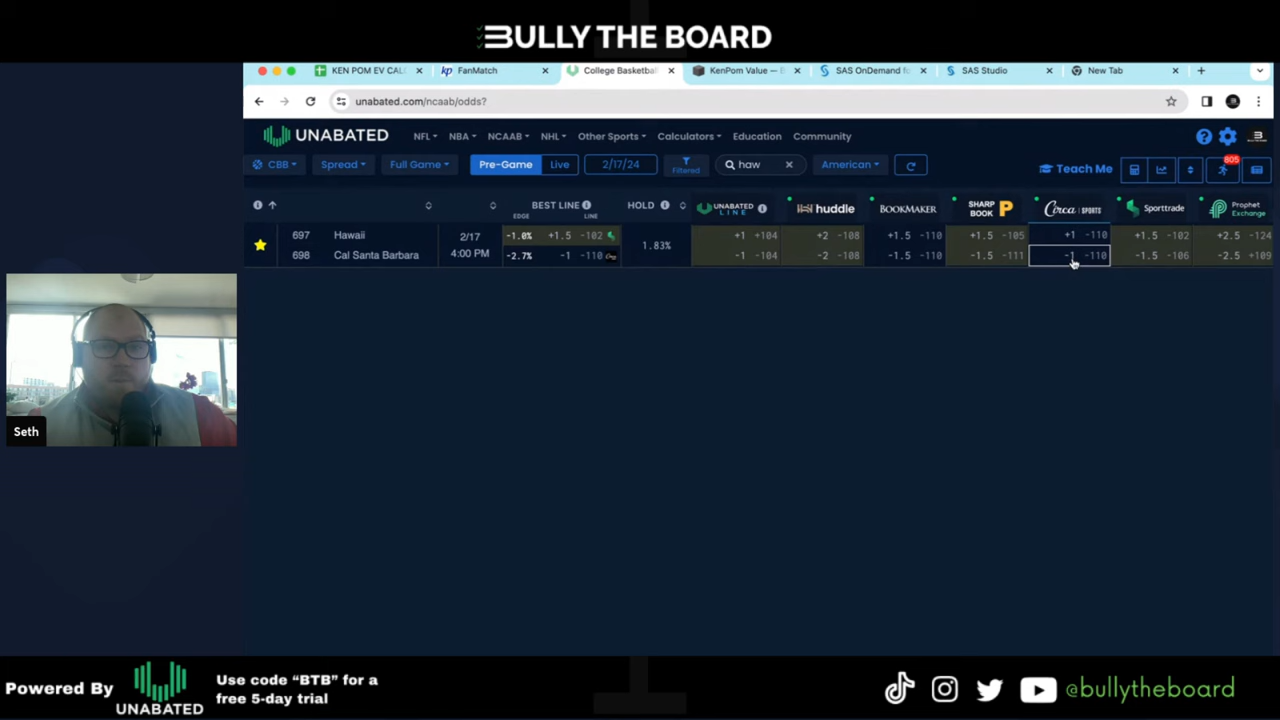 BULLY THE BOARD
KEN POM EV CAL
FanMatch
College Basketbal
KenPom Value — B
SAS OnDemand fo
SAS Studio
New Tab
unabated.com/ncaab/odds?
UNABATED
NFL NBA NCAAB NHL Other Sports Calculators Education Community
CBB Spread Full Game Pre-Game Live 2/17/24 Filtered haw American Teach Me 805
BEST LINE HOLD UNABATED LINE huddle BOOKMAKER SHARP BOOK P Circa SPORTS Sporttrade Prophet Exchange
EDGE LINE
697 Hawaii 2/17 -1.0% +1.5 -102 1.83% +1 +104 +2 -108 +1.5 -110 +1.5 -105 +1 -110 +1.5 -102 +2.5 -124
698 Cal Santa Barbara 4:00 PM -2.7% -1 -110 -1 -104 -2 -108 -1.5 -110 -1.5 -111 -1 -110 -1.5 -106 -2.5 +109
Seth
Powered By UNABATED
Use code “BTB” for a
free 5-day trial
@bullytheboard